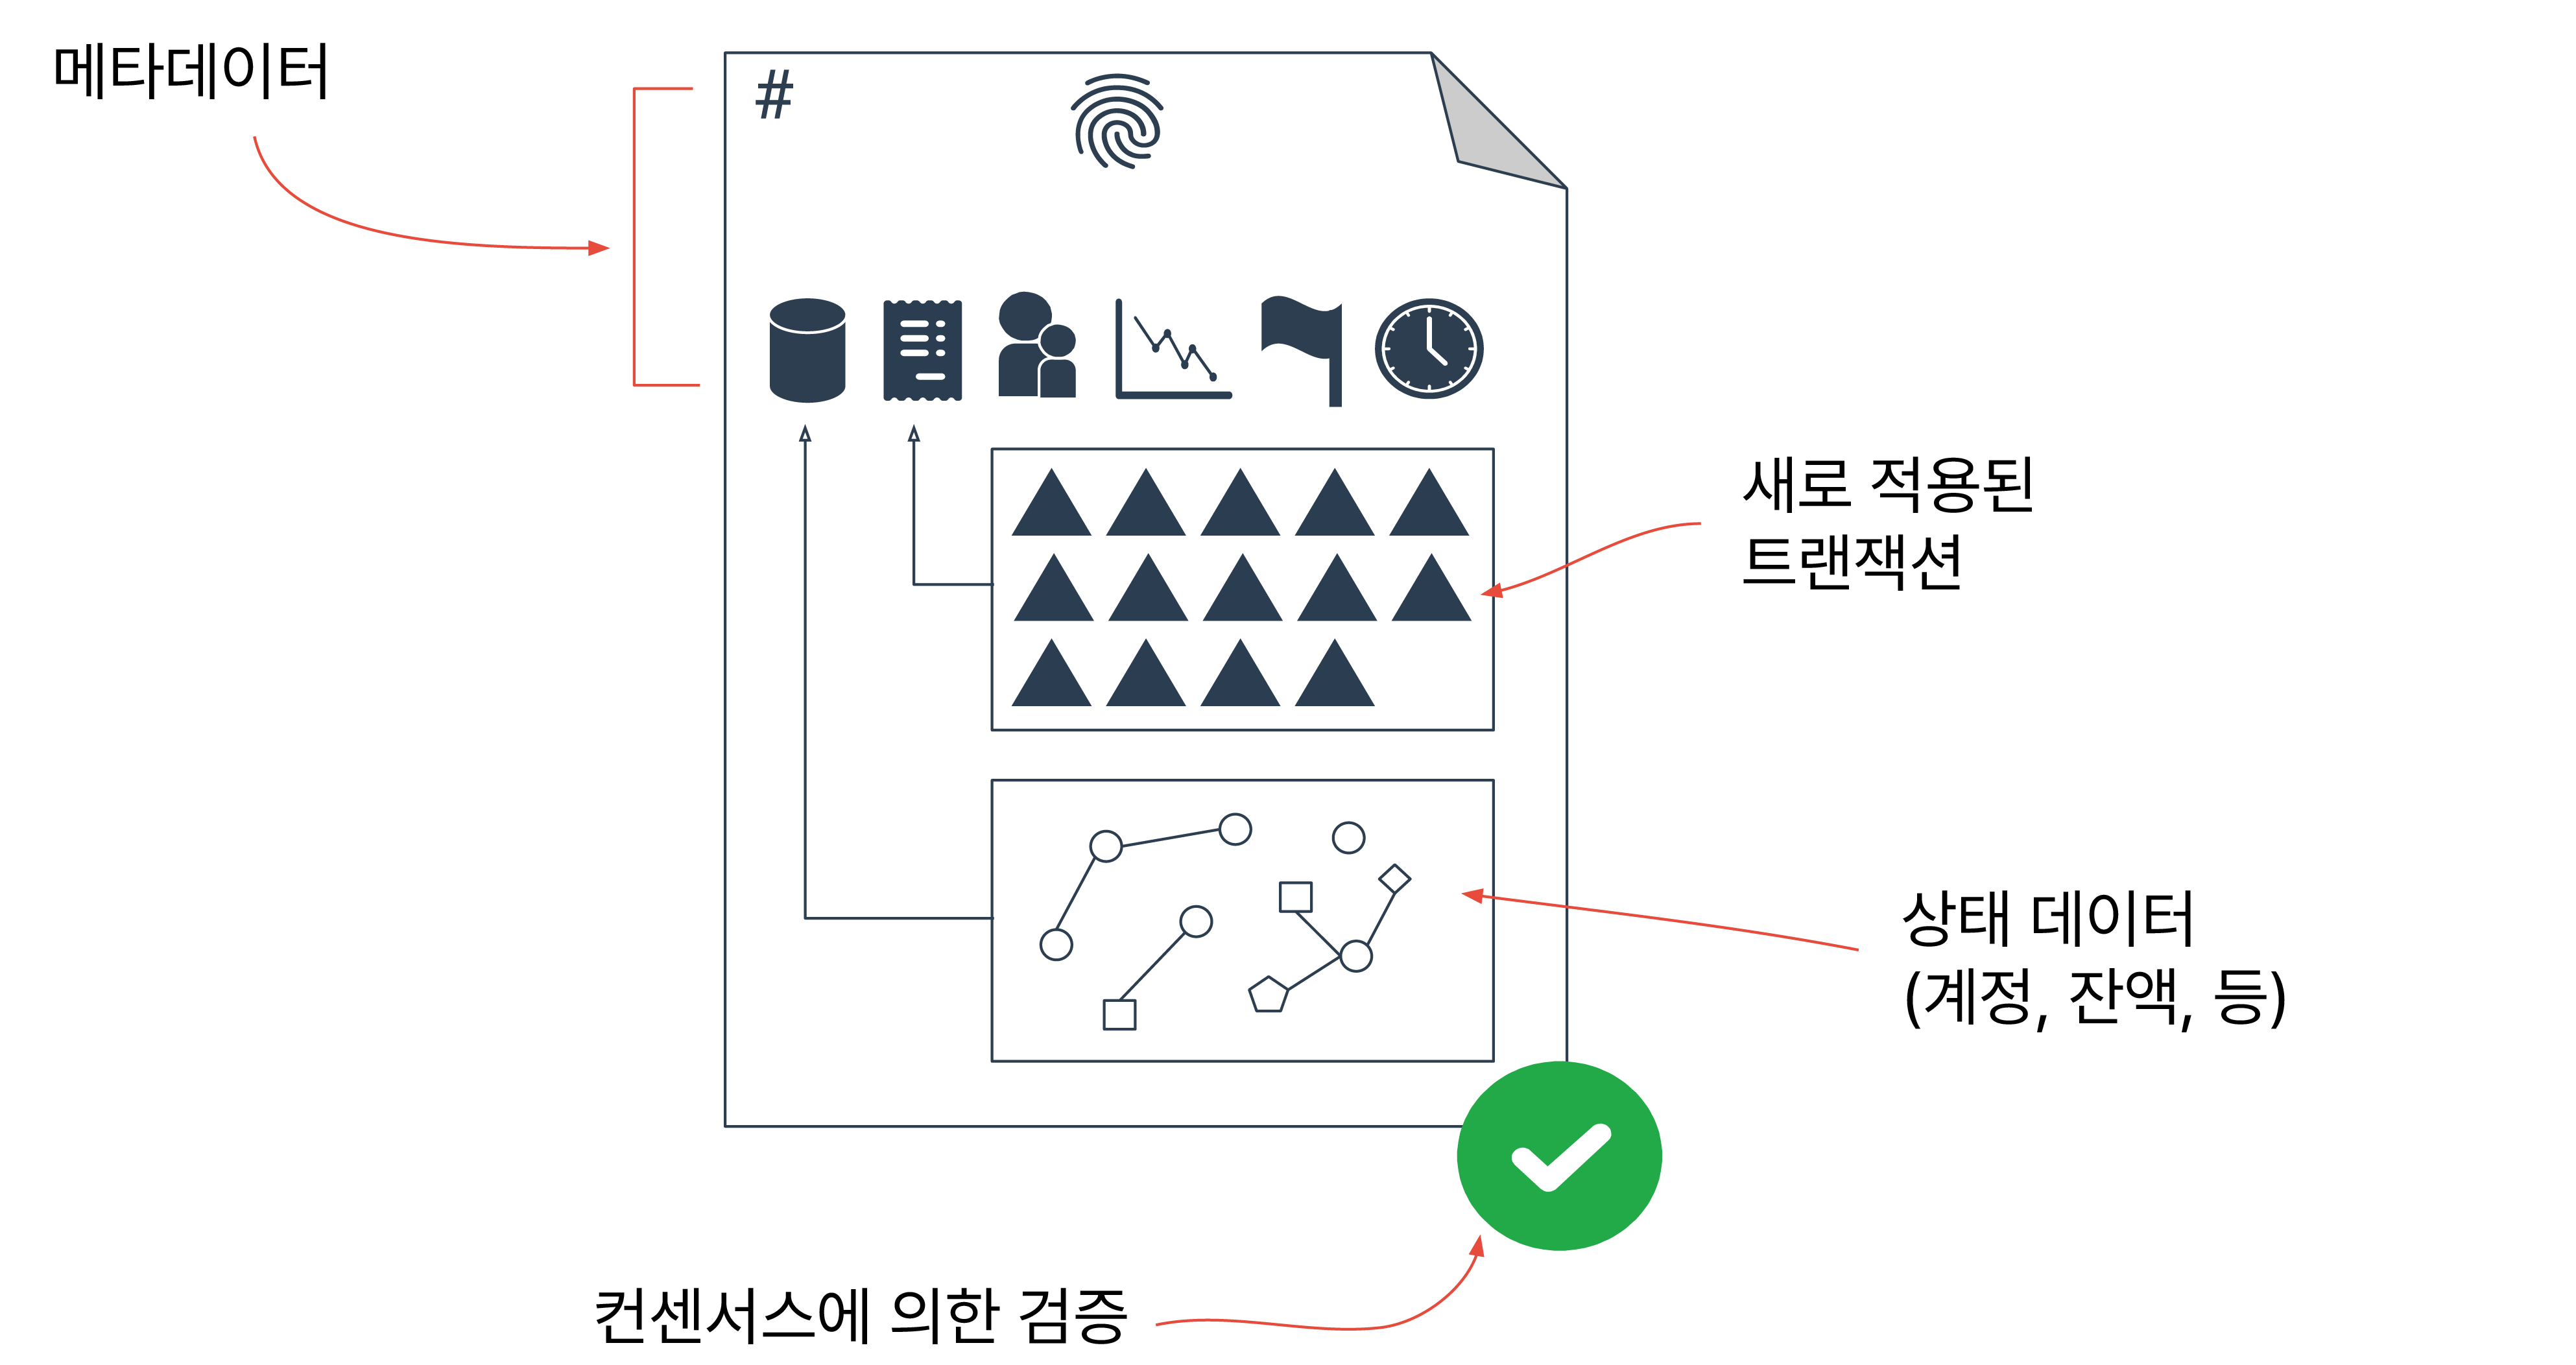 메타데이터
#
새로 적용된
트랜잭션
상태 데이터
(계정, 잔액, 등)
컨센서스에 의한 검증